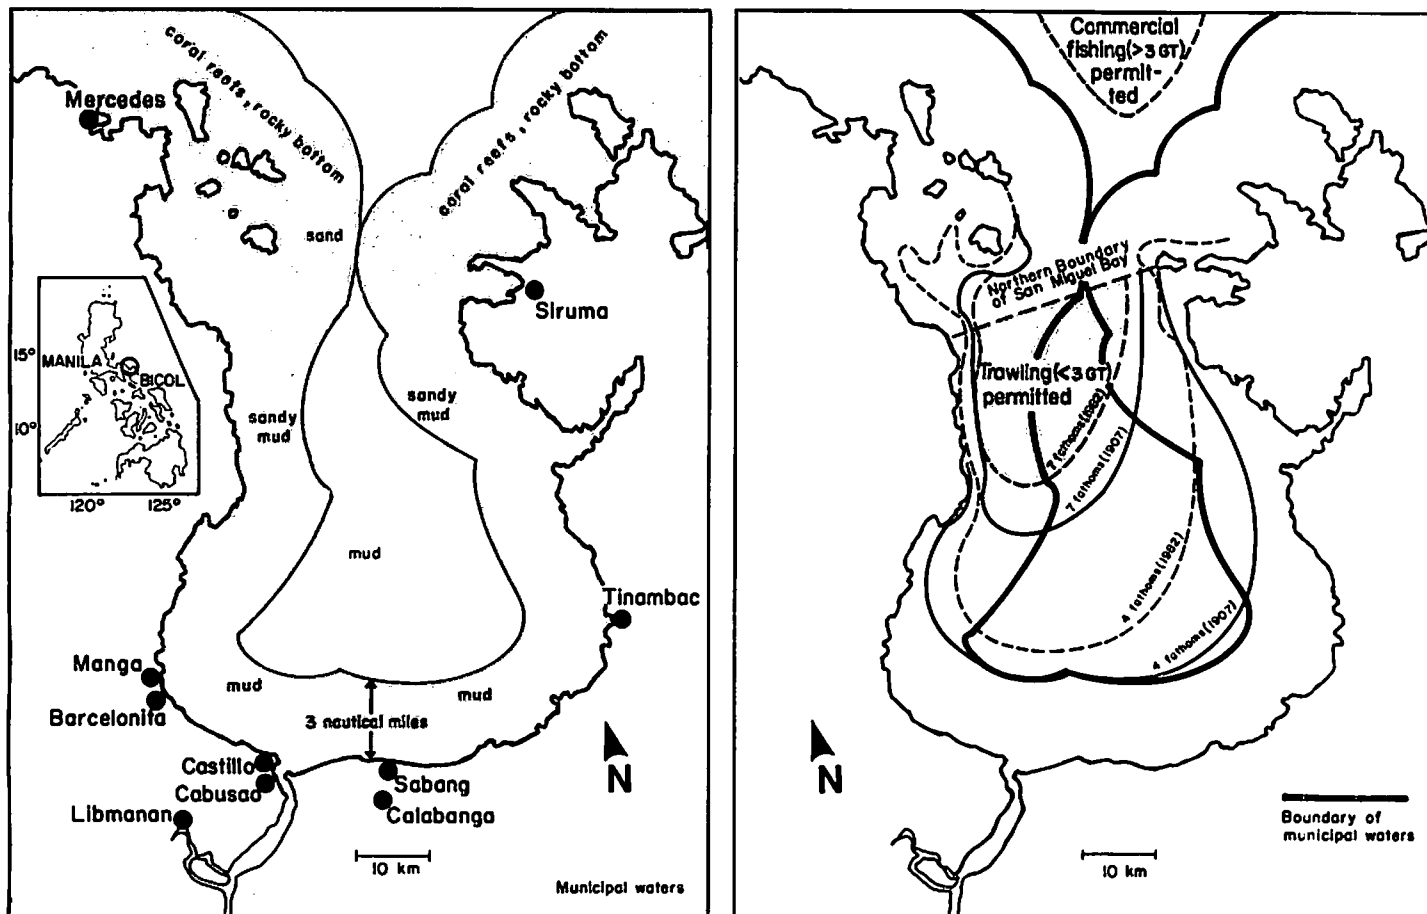 coral reefs, rocky bottom
coral reefs, rocky bottom
Mercedes
sand
Siruma
15°
MANILA
BICOL
10°
120°
125°
sandy
mud
sandy
mud
mud
Tinambac
Manga
Barcelonita
mud
mud
3 nautical miles
Castillo
Cabusao
Libmanan
Sabang
Calabanga
N
10 km
Municipal waters
Commercial
fishing (>3 GT)
permit-
ted
Northern Boundary
of San Miguel Bay
Trawling (<3 GT)
permitted
7 fathoms (1982)
7 fathoms (1907)
4 fathoms (1982)
4 fathoms (1907)
N
10 km
Boundary of
municipal waters